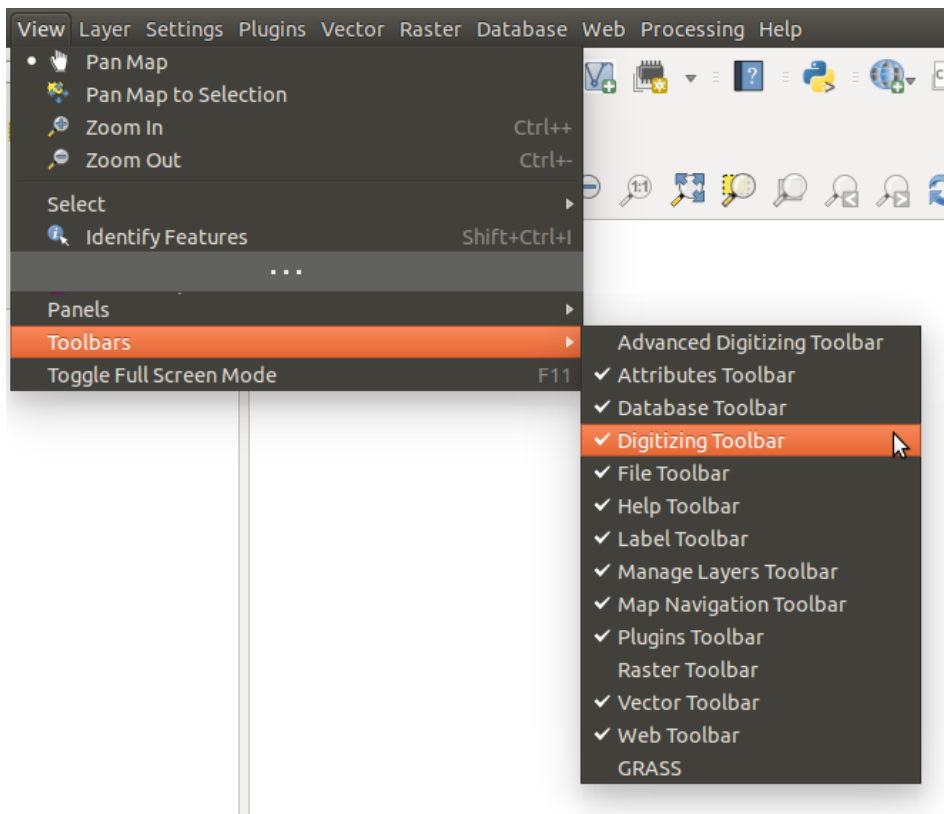 View Layer Settings Plugins Vector Raster Database Web Processing Help
Pan Map
Pan Map to Selection
Zoom In Ctrl++
Zoom Out Ctrl+-
1:1
Select
Identify Features Shift+Ctrl+I
...
Panels
Toolbars
Toggle Full Screen Mode F11
Advanced Digitizing Toolbar
Attributes Toolbar
Database Toolbar
Digitizing Toolbar
File Toolbar
Help Toolbar
Label Toolbar
Manage Layers Toolbar
Map Navigation Toolbar
Plugins Toolbar
Raster Toolbar
Vector Toolbar
Web Toolbar
GRASS